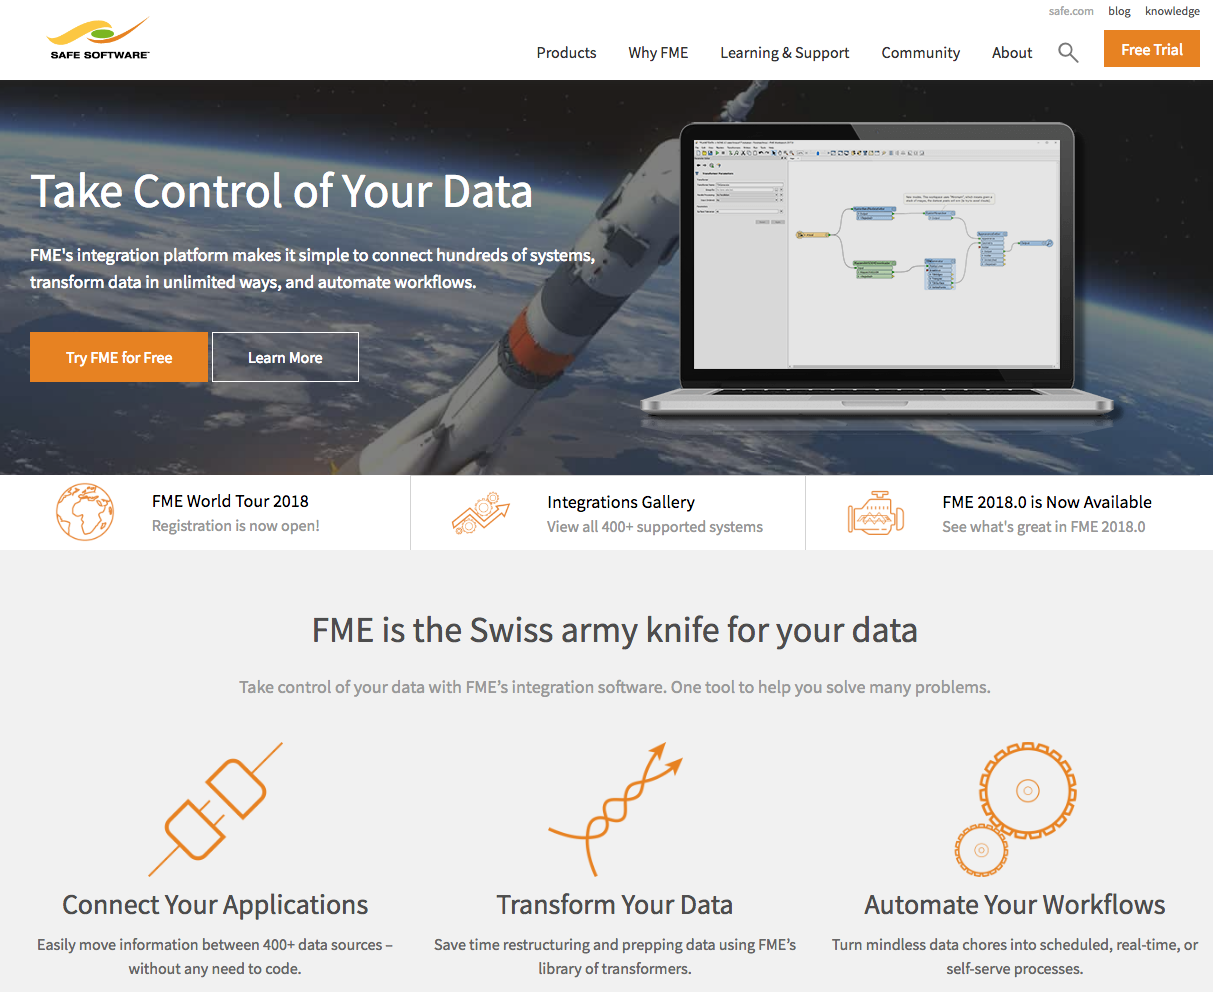 safe.com blog knowledge
SAFE SOFTWARE
Products Why FME Learning & Support Community About Free Trial
Take Control of Your Data
FME's integration platform makes it simple to connect hundreds of systems,
transform data in unlimited ways, and automate workflows.
Try FME for Free Learn More
FME World Tour 2018
Registration is now open!
Integrations Gallery
View all 400+ supported systems
FME 2018.0 is Now Available
See what's great in FME 2018.0
FME is the Swiss army knife for your data
Take control of your data with FME’s integration software. One tool to help you solve many problems.
Connect Your Applications
Easily move information between 400+ data sources –
without any need to code.
Transform Your Data
Save time restructuring and prepping data using FME’s
library of transformers.
Automate Your Workflows
Turn mindless data chores into scheduled, real-time, or
self-serve processes.